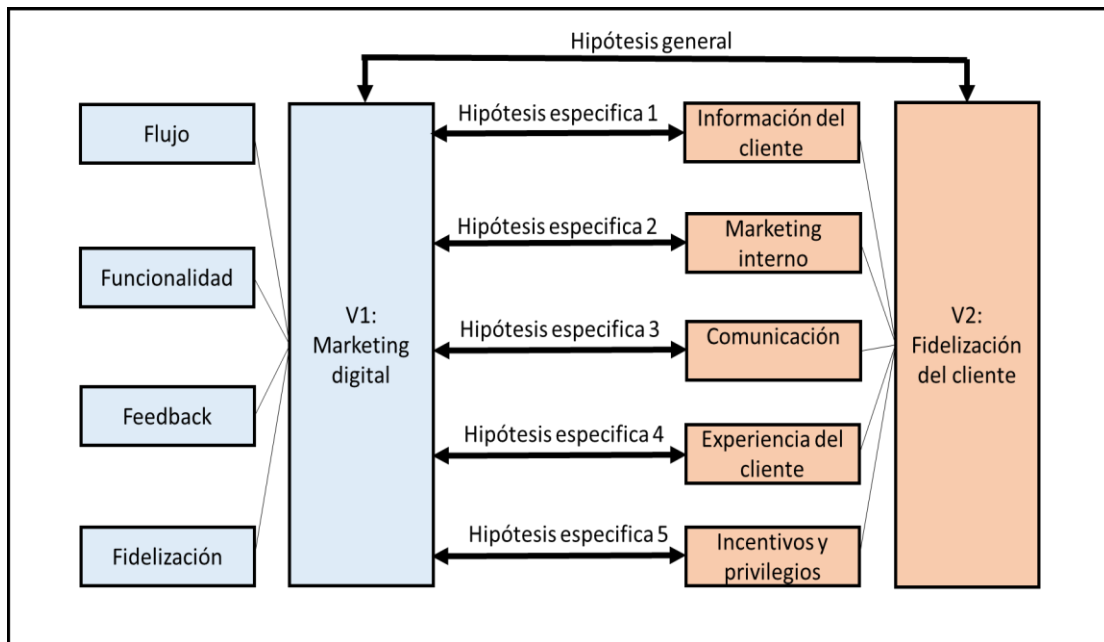 Hipótesis general
Flujo
Funcionalidad
Feedback
Fidelización
V1:
Marketing
digital
Hipótesis especifica 1
Hipótesis especifica 2
Hipótesis especifica 3
Hipótesis especifica 4
Hipótesis especifica 5
Información del
cliente
Marketing
interno
Comunicación
Experiencia del
cliente
Incentivos y
privilegios
V2:
Fidelización
del cliente